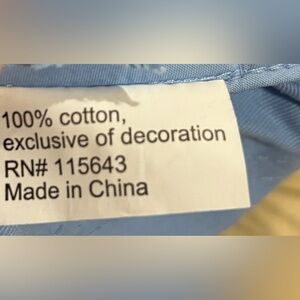 100% cotton,
exclusive of decoration
RN# 115643
Made in China